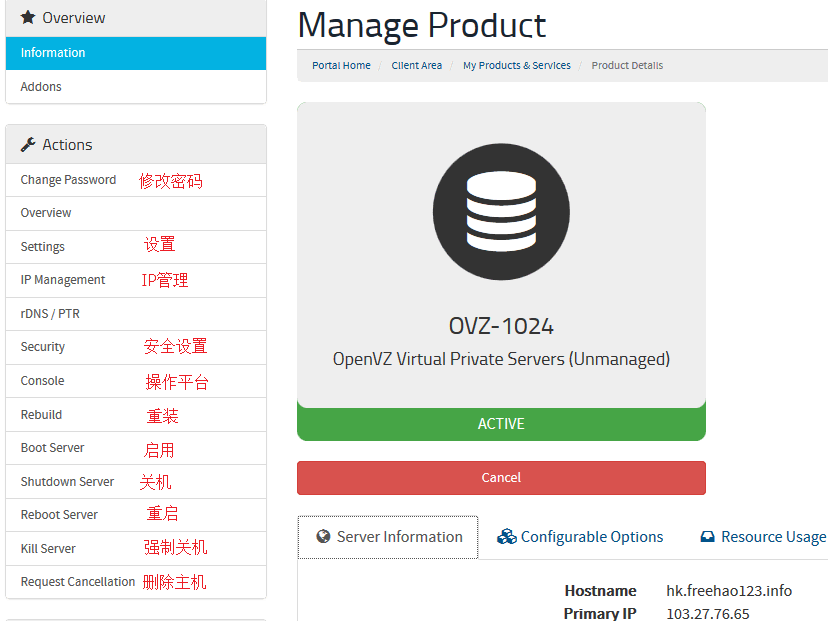 Overview
Information
Addons
Actions
Change Password 修改密码
Overview
Settings 设置
IP Management IP管理
rDNS / PTR
Security 安全设置
Console 操作平台
Rebuild 重装
Boot Server 启用
Shutdown Server 关机
Reboot Server 重启
Kill Server 强制关机
Request Cancellation 删除主机
Manage Product
Portal Home / Client Area / My Products & Services / Product Details
OVZ-1024
OpenVZ Virtual Private Servers (Unmanaged)
ACTIVE
Cancel
Server Information Configurable Options Resource Usage
Hostname hk.freehao123.info
Primary IP 103.27.76.65